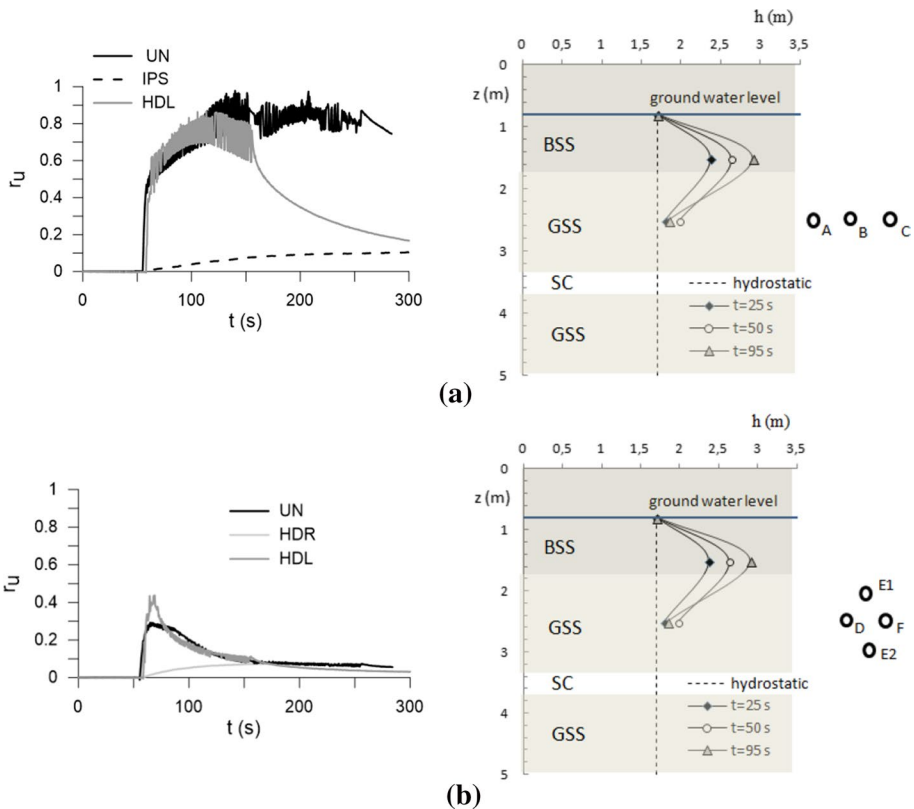 UN
IPS
HDL
1
0.8
0.6
0.4
0.2
0
ru
0 100 200 300
t (s)
h (m)
0 0,5 1 1,5 2 2,5 3 3,5
0
z (m)
1
2
3
4
5
ground water level
BSS
GSS
SC
GSS
hydrostatic
t=25 s
t=50 s
t=95 s
A B C
(a)
UN
HDR
HDL
1
0.8
0.6
0.4
0.2
0
ru
0 100 200 300
t (s)
h (m)
0 0,5 1 1,5 2 2,5 3 3,5
0
z (m)
1
2
3
4
5
ground water level
BSS
GSS
SC
GSS
hydrostatic
t=25 s
t=50 s
t=95 s
E1
D F
E2
(b)